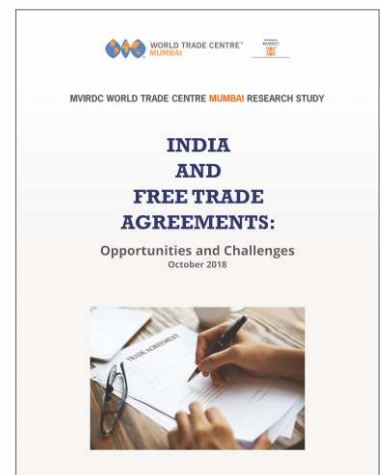 WORLD TRADE CENTRE®
MUMBAI
MVIRDC
MVIRDC WORLD TRADE CENTRE MUMBAI RESEARCH STUDY
INDIA
AND
FREE TRADE
AGREEMENTS:
Opportunities and Challenges
October 2018
TRADE AGREEMENT